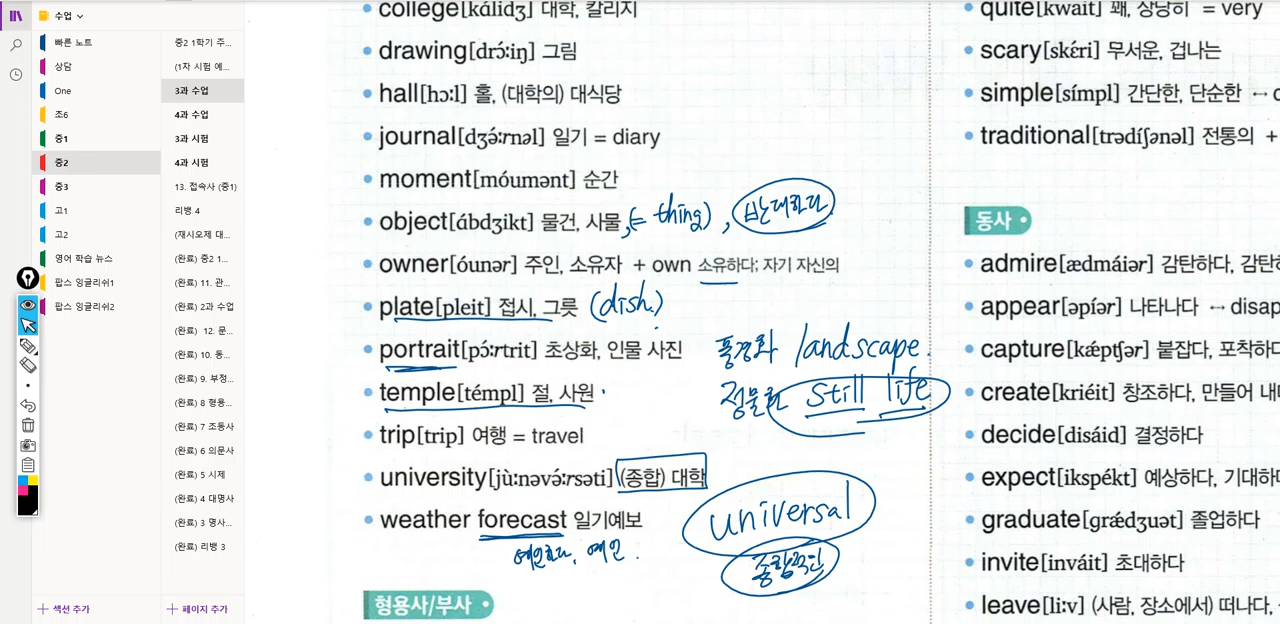 수업
빠른 노트
상담
One
초6
중1
중2
중3
고1
고2
영어 학습 뉴스
팝스 잉글리쉬1
팝스 잉글리쉬2
섹션 추가
중2 1학기 주...
(1차 시험 예...
3과 수업
4과 수업
3과 시험
4과 시험
13. 접속사 (중1)
리뱅 4
(재시오제 대...
(완료) 중2 1...
(완료) 11. 관...
(완료) 2과 수업
(완료) 12. 문...
(완료) 10. 동...
(완료) 9. 부정...
(완료) 8 형용...
(완료) 7 조동사
(완료) 6 의문사
(완료) 5 시제
(완료) 4 대명사
(완료) 3 명사...
(완료) 리뱅 3
페이지 추가
college[kάlidʒ] 대학, 칼리지
drawing[drɔ́ːiŋ] 그림
hall[hɔːl] 홀, (대학의) 대식당
journal[dʒə́ːrnəl] 일기 = diary
moment[móumənt] 순간
object[άbdʒikt] 물건, 사물, (= thing), 반대하다
owner[óunər] 주인, 소유자 + own 소유하다; 자기 자신의
plate[pleit] 접시, 그릇 (dish.)
portrait[pɔ́ːrtrit] 초상화, 인물 사진 풍경화 landscape.
temple[témpl] 절, 사원 정물화 still life
trip[trip] 여행 = travel
university[jùːnəvə́ːrsəti] (종합) 대학
universal
weather forecast 일기예보
예언하다, 예언.
종합적인
형용사/부사
quite[kwait] 꽤, 상당히 = very
scary[skέri] 무서운, 겁나는
simple[símpl] 간단한, 단순한 ↔
traditional[trədíʃənəl] 전통의 +
동사
admire[ædmáiər] 감탄하다, 감탄
appear[əpíər] 나타나다 ↔ disap
capture[kǽptʃər] 붙잡다, 포착하
create[kriéit] 창조하다, 만들어 내
decide[disáid] 결정하다
expect[ikspékt] 예상하다, 기대하
graduate[grǽdʒuət] 졸업하다
invite[inváit] 초대하다
leave[liːv] (사람, 장소에서) 떠나다,